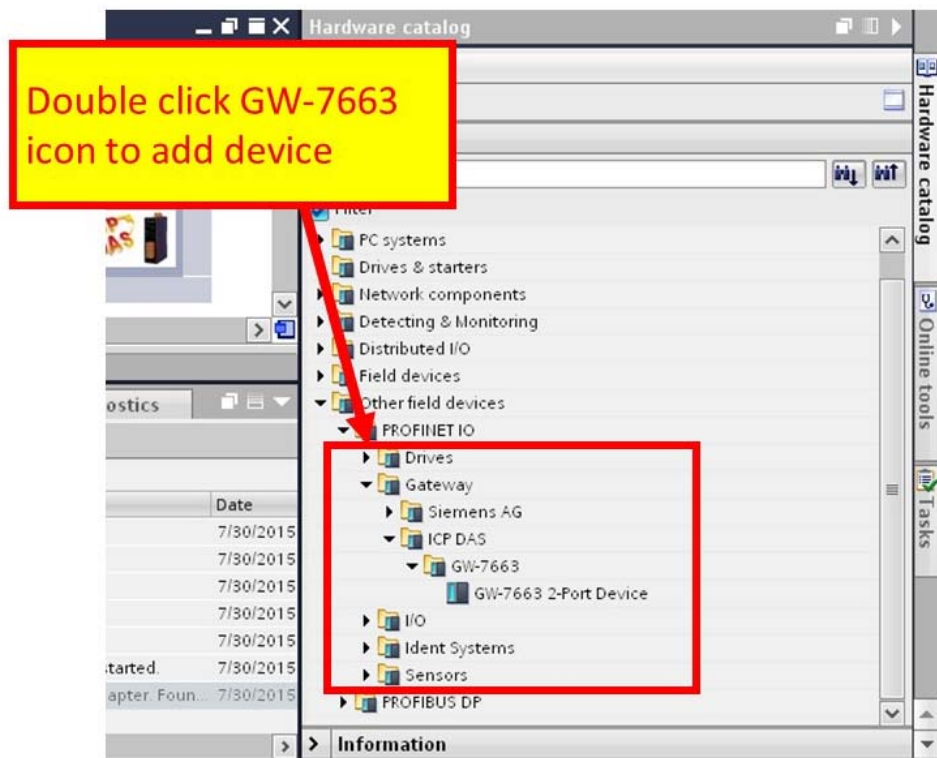 Hardware catalog
Double click GW-7663
icon to add device
Filter
PC systems
Drives & starters
Network components
Detecting & Monitoring
Distributed I/O
Field devices
Other field devices
PROFINET IO
Drives
Gateway
Siemens AG
ICP DAS
GW-7663
GW-7663 2-Port Device
I/O
Ident Systems
Sensors
PROFIBUS DP
Information
ostics
Date
7/30/2015
7/30/2015
7/30/2015
7/30/2015
7/30/2015
started. 7/30/2015
apter. Foun... 7/30/2015
Hardware catalog
Online tools
Tasks